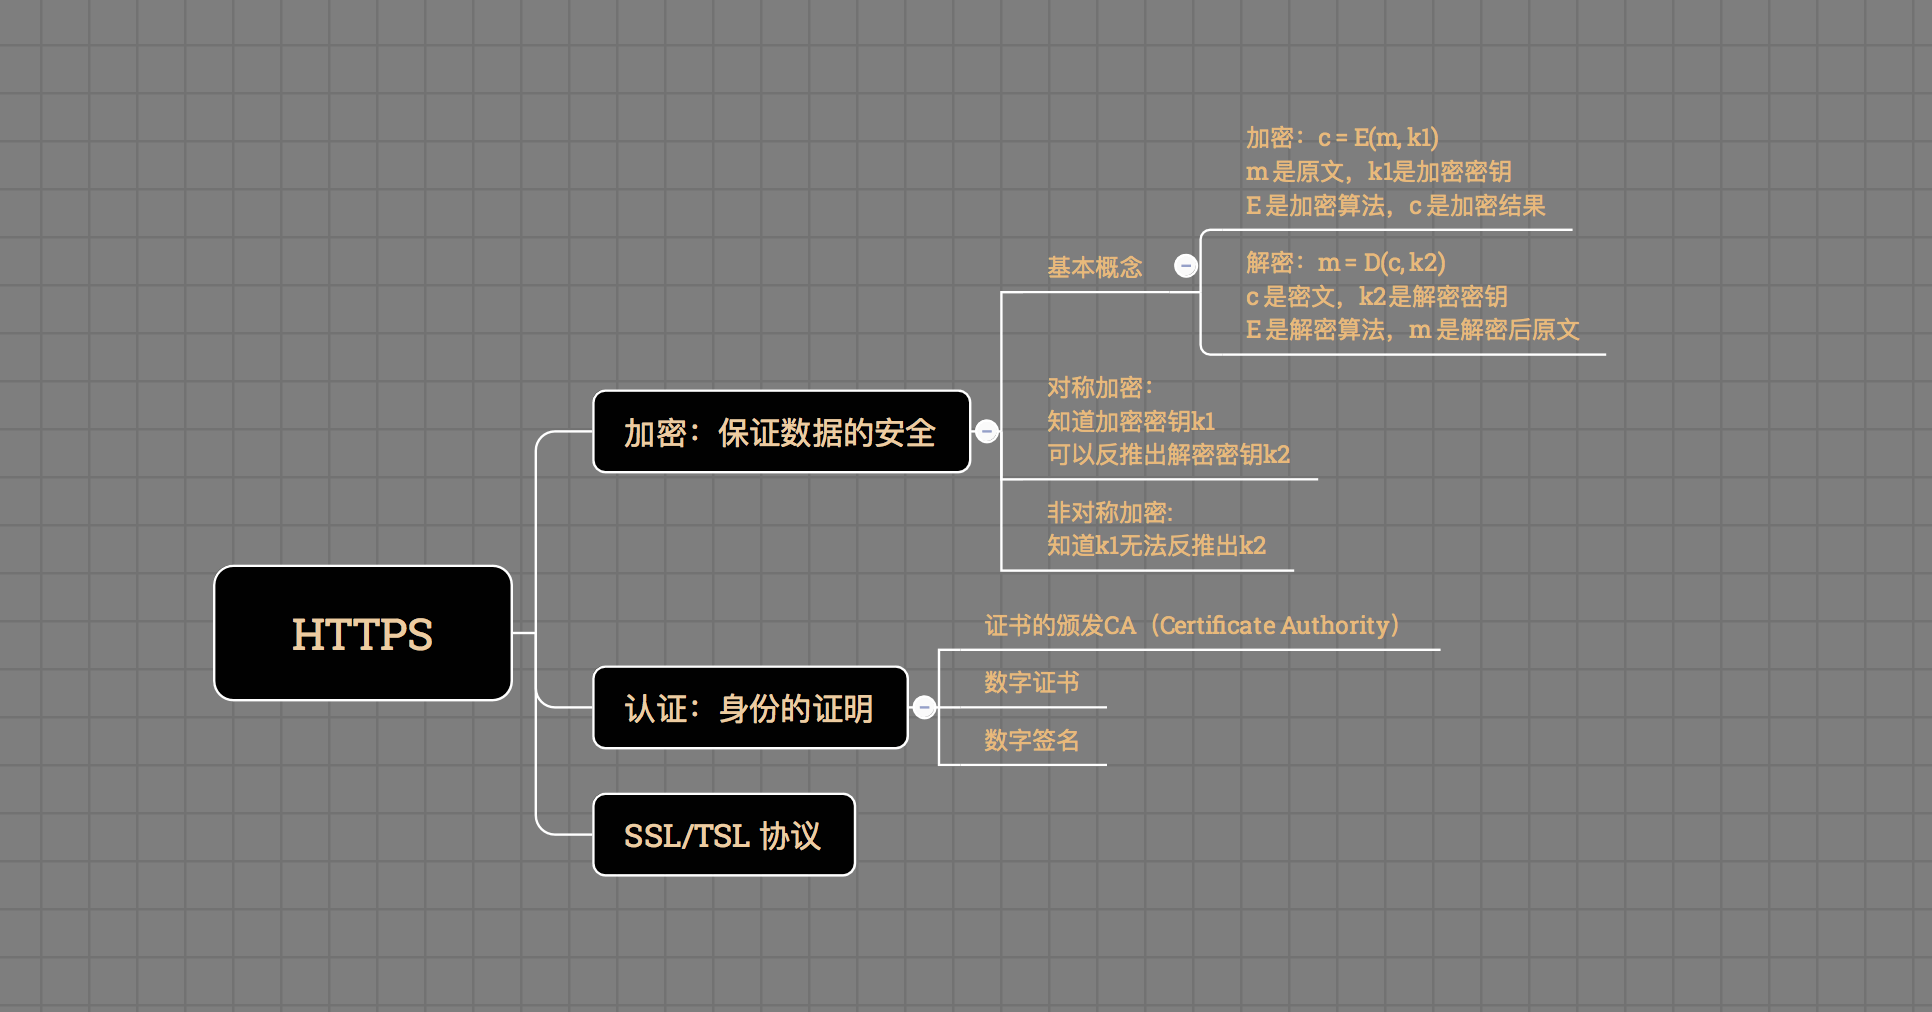 HTTPS
加密：保证数据的安全
基本概念
加密：c = E(m, k1)
m 是原文，k1是加密密钥
E 是加密算法，c 是加密结果
解密：m = D(c, k2)
c 是密文，k2是解密密钥
E 是解密算法，m 是解密后原文
对称加密：
知道加密密钥k1
可以反推出解密密钥k2
非对称加密:
知道k1无法反推出k2
认证：身份的证明
证书的颁发CA（Certificate Authority）
数字证书
数字签名
SSL/TSL 协议